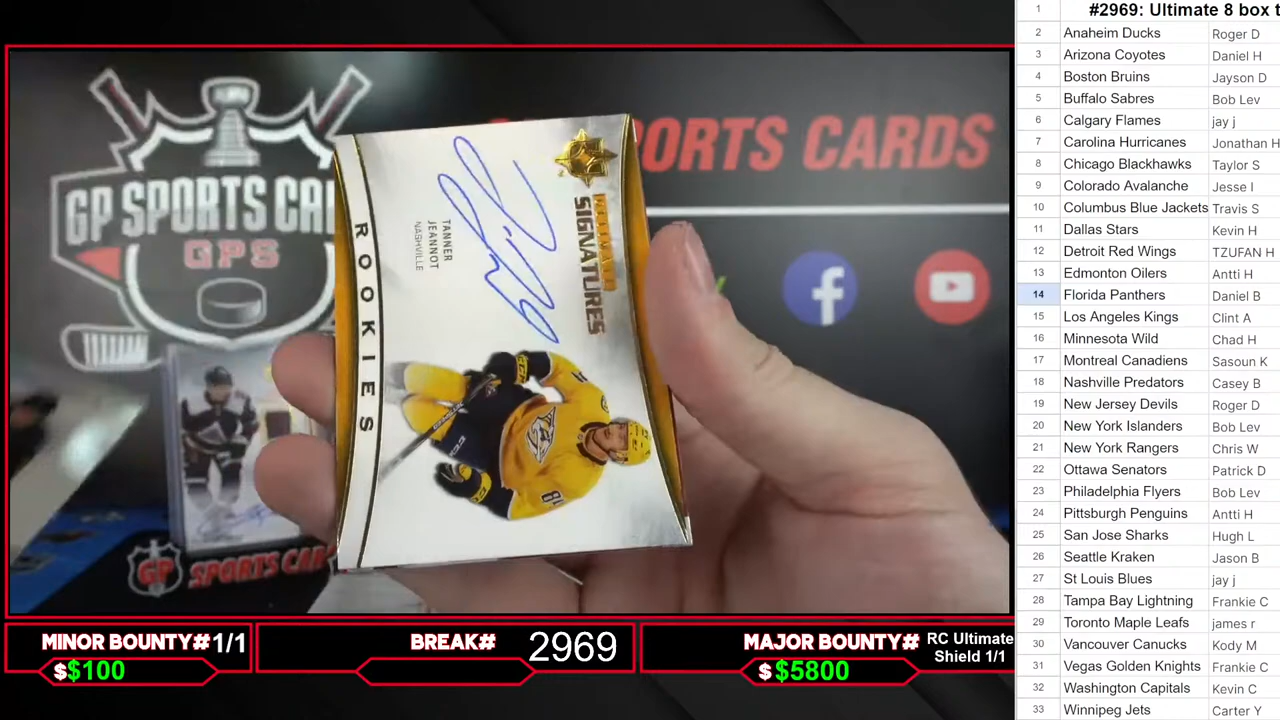 GP SPORTS CA
GPS
SPORTS CARDS
ROOKIES
TANNER
JEANNOT
NASHVILLE
SIGNATURES
GP SPORTS CAR
MINOR BOUNTY# 1/1
$$100
BREAK# 2969
MAJOR BOUNTY# RC Ultimate
Shield 1/1
$ $5800
1 #2969: Ultimate 8 box t
2 Anaheim Ducks Roger D
3 Arizona Coyotes Daniel H
4 Boston Bruins Jayson D
5 Buffalo Sabres Bob Lev
6 Calgary Flames jay j
7 Carolina Hurricanes Jonathan H
8 Chicago Blackhawks Taylor S
9 Colorado Avalanche Jesse I
10 Columbus Blue Jackets Travis S
11 Dallas Stars Kevin H
12 Detroit Red Wings TZUFAN H
13 Edmonton Oilers Antti H
14 Florida Panthers Daniel B
15 Los Angeles Kings Clint A
16 Minnesota Wild Chad H
17 Montreal Canadiens Sasoun K
18 Nashville Predators Casey B
19 New Jersey Devils Roger D
20 New York Islanders Bob Lev
21 New York Rangers Chris W
22 Ottawa Senators Patrick D
23 Philadelphia Flyers Bob Lev
24 Pittsburgh Penguins Antti H
25 San Jose Sharks Hugh L
26 Seattle Kraken Jason B
27 St Louis Blues jay j
28 Tampa Bay Lightning Frankie C
29 Toronto Maple Leafs james r
30 Vancouver Canucks Kody M
31 Vegas Golden Knights Frankie C
32 Washington Capitals Kevin C
33 Winnipeg Jets Carter Y